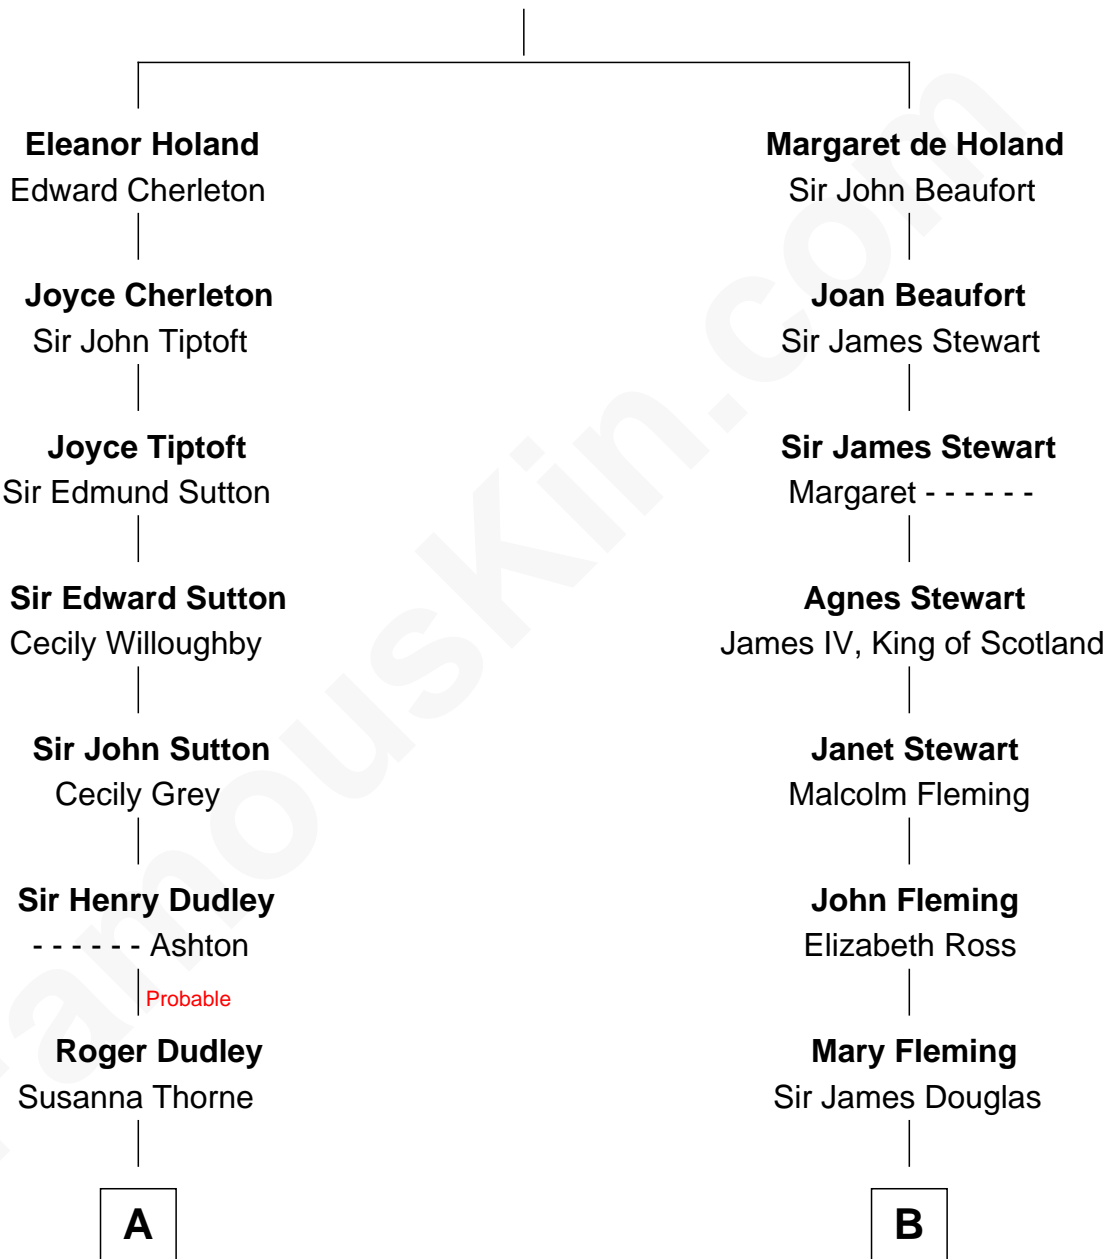 Eleanor Holand
Edward Cherleton
Joyce Cherleton
Sir John Tiptoft
Joyce Tiptoft
Sir Edmund Sutton
Sir Edward Sutton
Cecily Willoughby
Sir John Sutton
Cecily Grey
Sir Henry Dudley
- - - - - - Ashton
Probable
Roger Dudley
Susanna Thorne
A
Margaret de Holand
Sir John Beaufort
Joan Beaufort
Sir James Stewart
Sir James Stewart
Margaret - - - - - -
Agnes Stewart
James IV, King of Scotland
Janet Stewart
Malcolm Fleming
John Fleming
Elizabeth Ross
Mary Fleming
Sir James Douglas
B
FamousKin.com